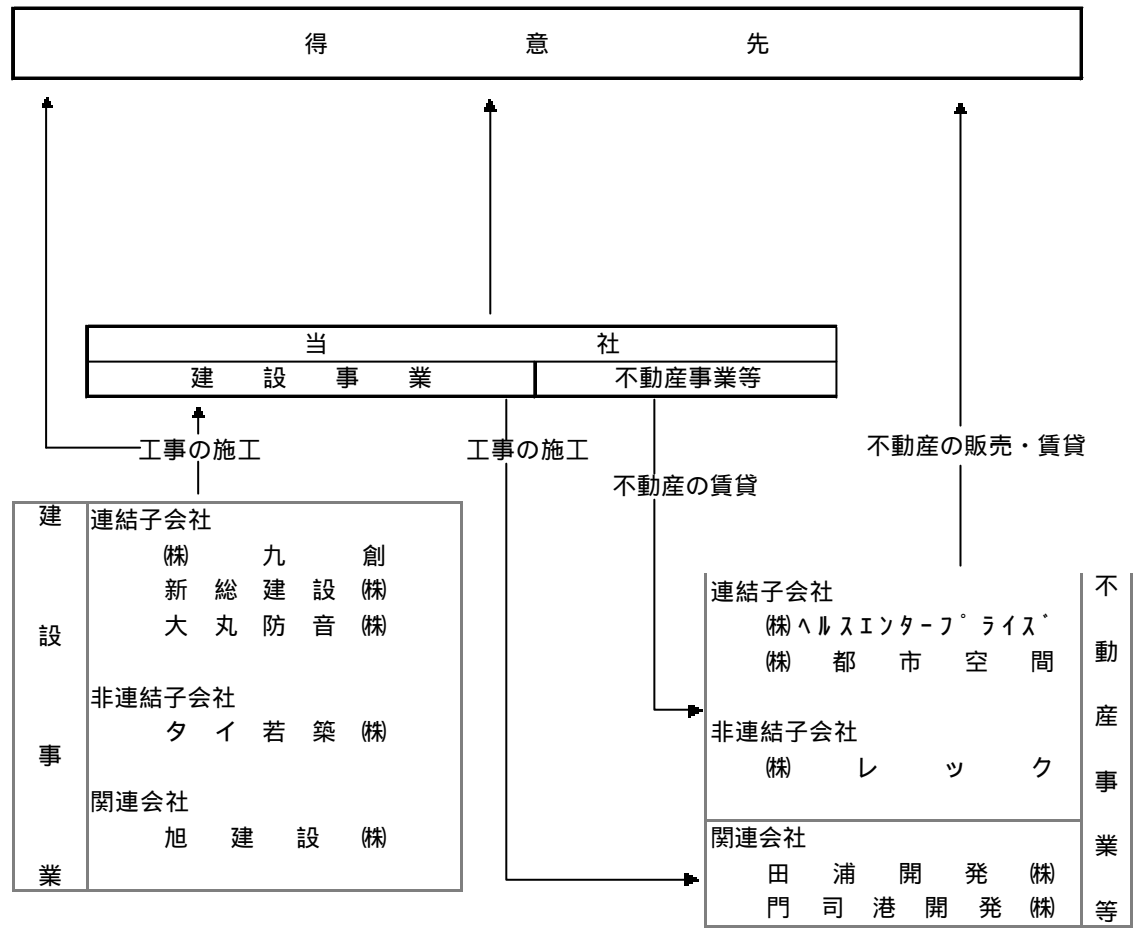 得意先
当社
建設事業 不動産事業等
工事の施工
工事の施工
不動産の販売・賃貸
不動産の賃貸
建設事業
連結子会社
㈱九創
新総建設㈱
大丸防音㈱
非連結子会社
タイ若築㈱
関連会社
旭建設㈱
不動産事業等
連結子会社
㈱ヘルスエンタープライズ
㈱都市空間
非連結子会社
㈱レック
関連会社
田浦開発㈱
門司港開発㈱